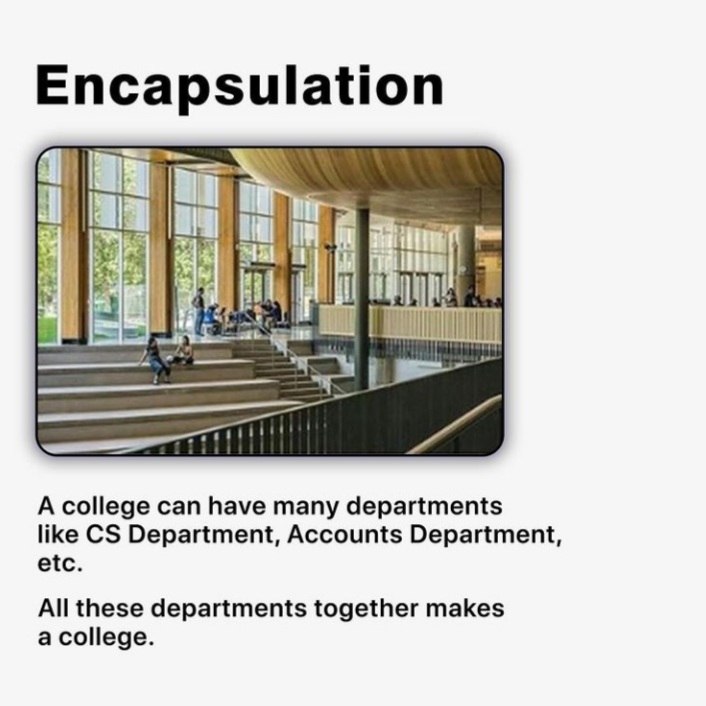 Encapsulation
A college can have many departments
like CS Department, Accounts Department,
etc.
All these departments together makes
a college.